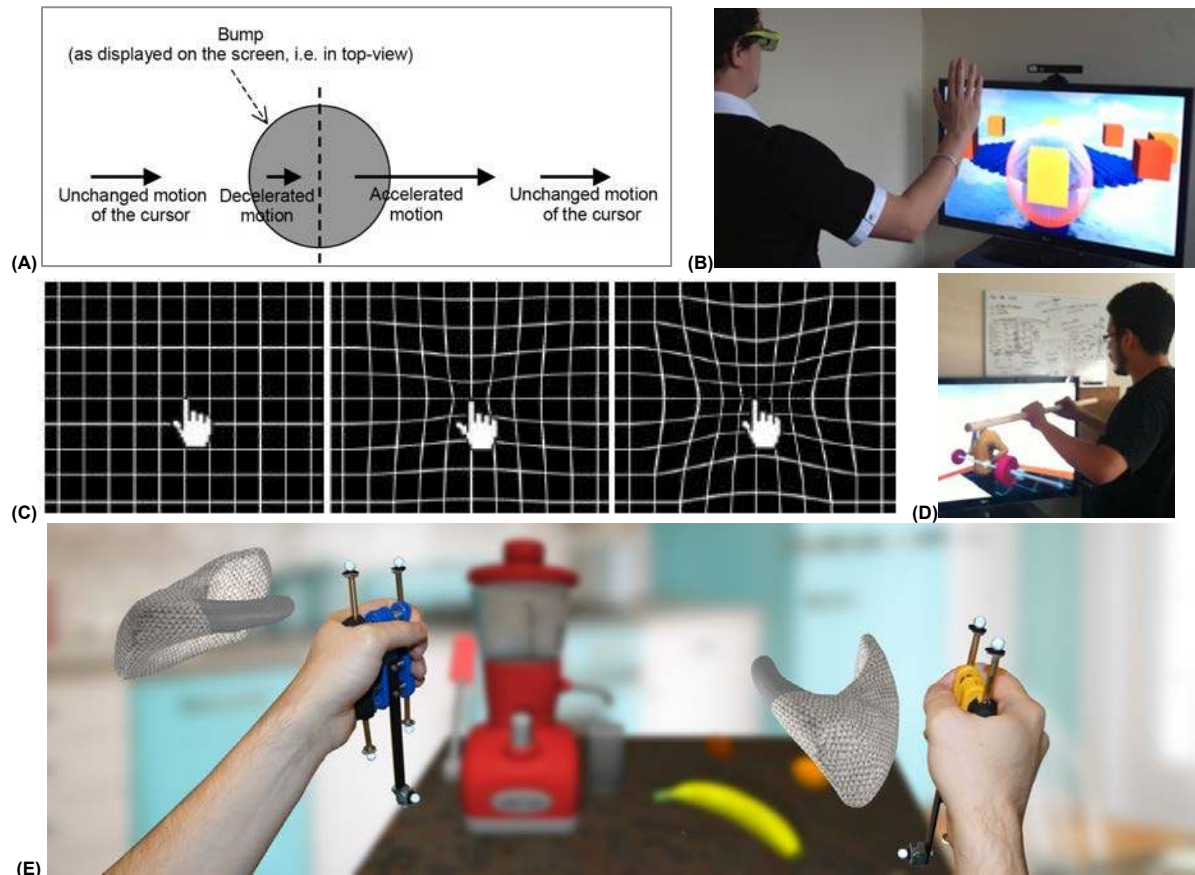 Bump
(as displayed on the screen, i.e. in top-view)
Unchanged motion
of the cursor
Decelerated
motion
Accelerated
motion
Unchanged motion
of the cursor
(A)
(B)
(C)
(D)
(E)